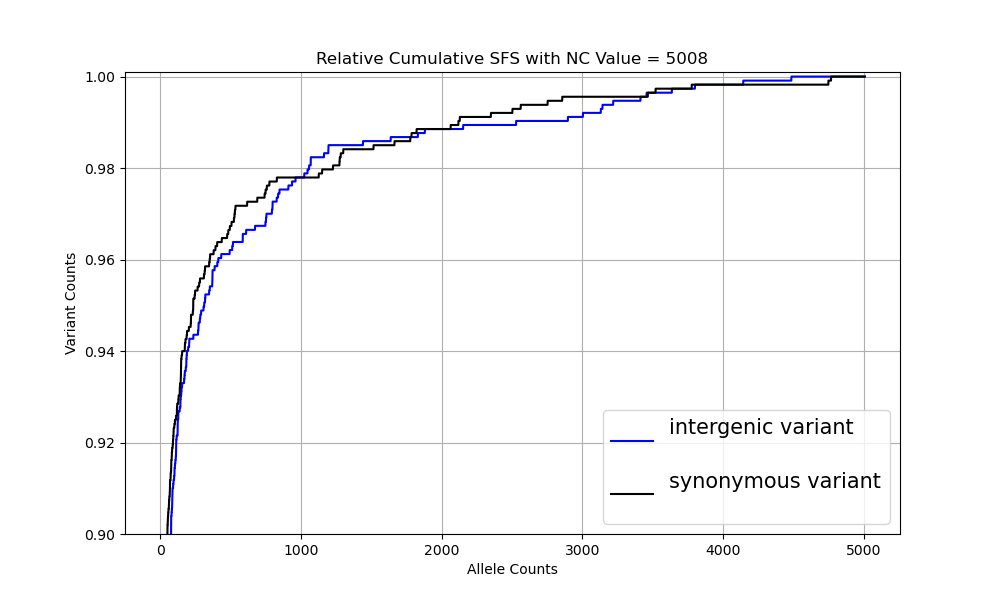 Relative Cumulative SFS with NC Value = 5008
1.00
0.98
0.96
0.94
0.92
0.90
Variant Counts
intergenic variant
synonymous variant
0
1000
2000
3000
4000
5000
Allele Counts